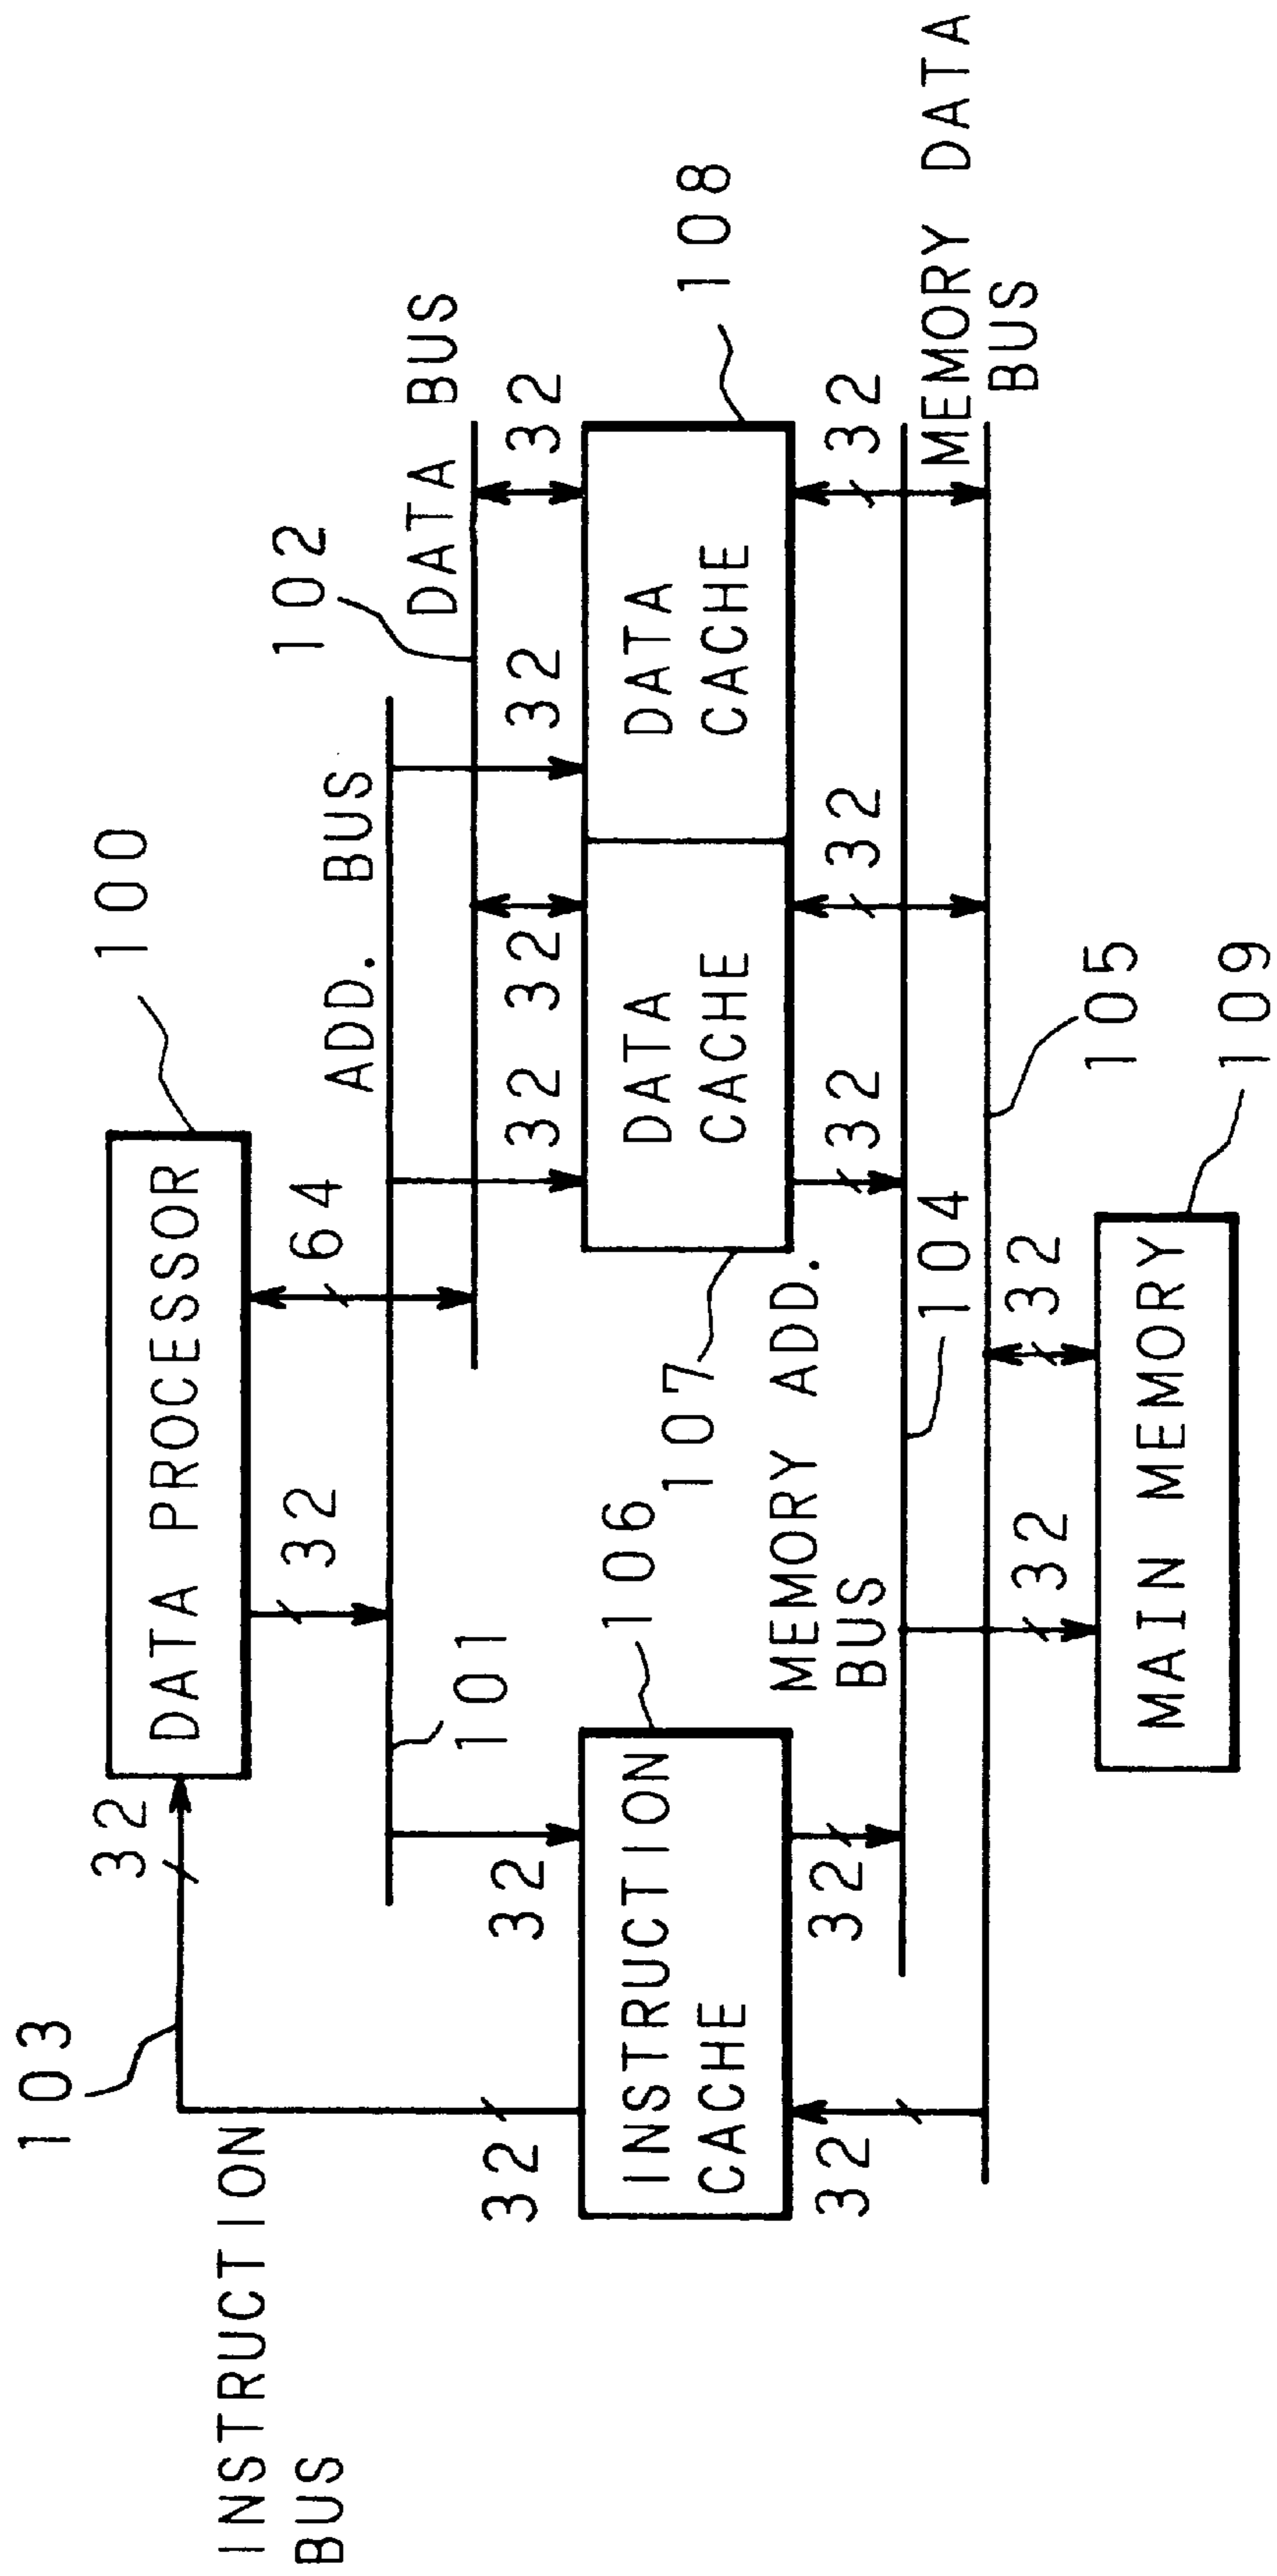 100
DATA PROCESSOR
103
32
INSTRUCTION
BUS
32
64
ADD. BUS
101
102
DATA BUS
32
32
32
32
32
32
106
INSTRUCTION
CACHE
107
DATA
CACHE
DATA
CACHE
108
32
32
32
32
32
MEMORY ADD.
BUS
104
MEMORY DATA
BUS
105
32
32
MAIN MEMORY
109